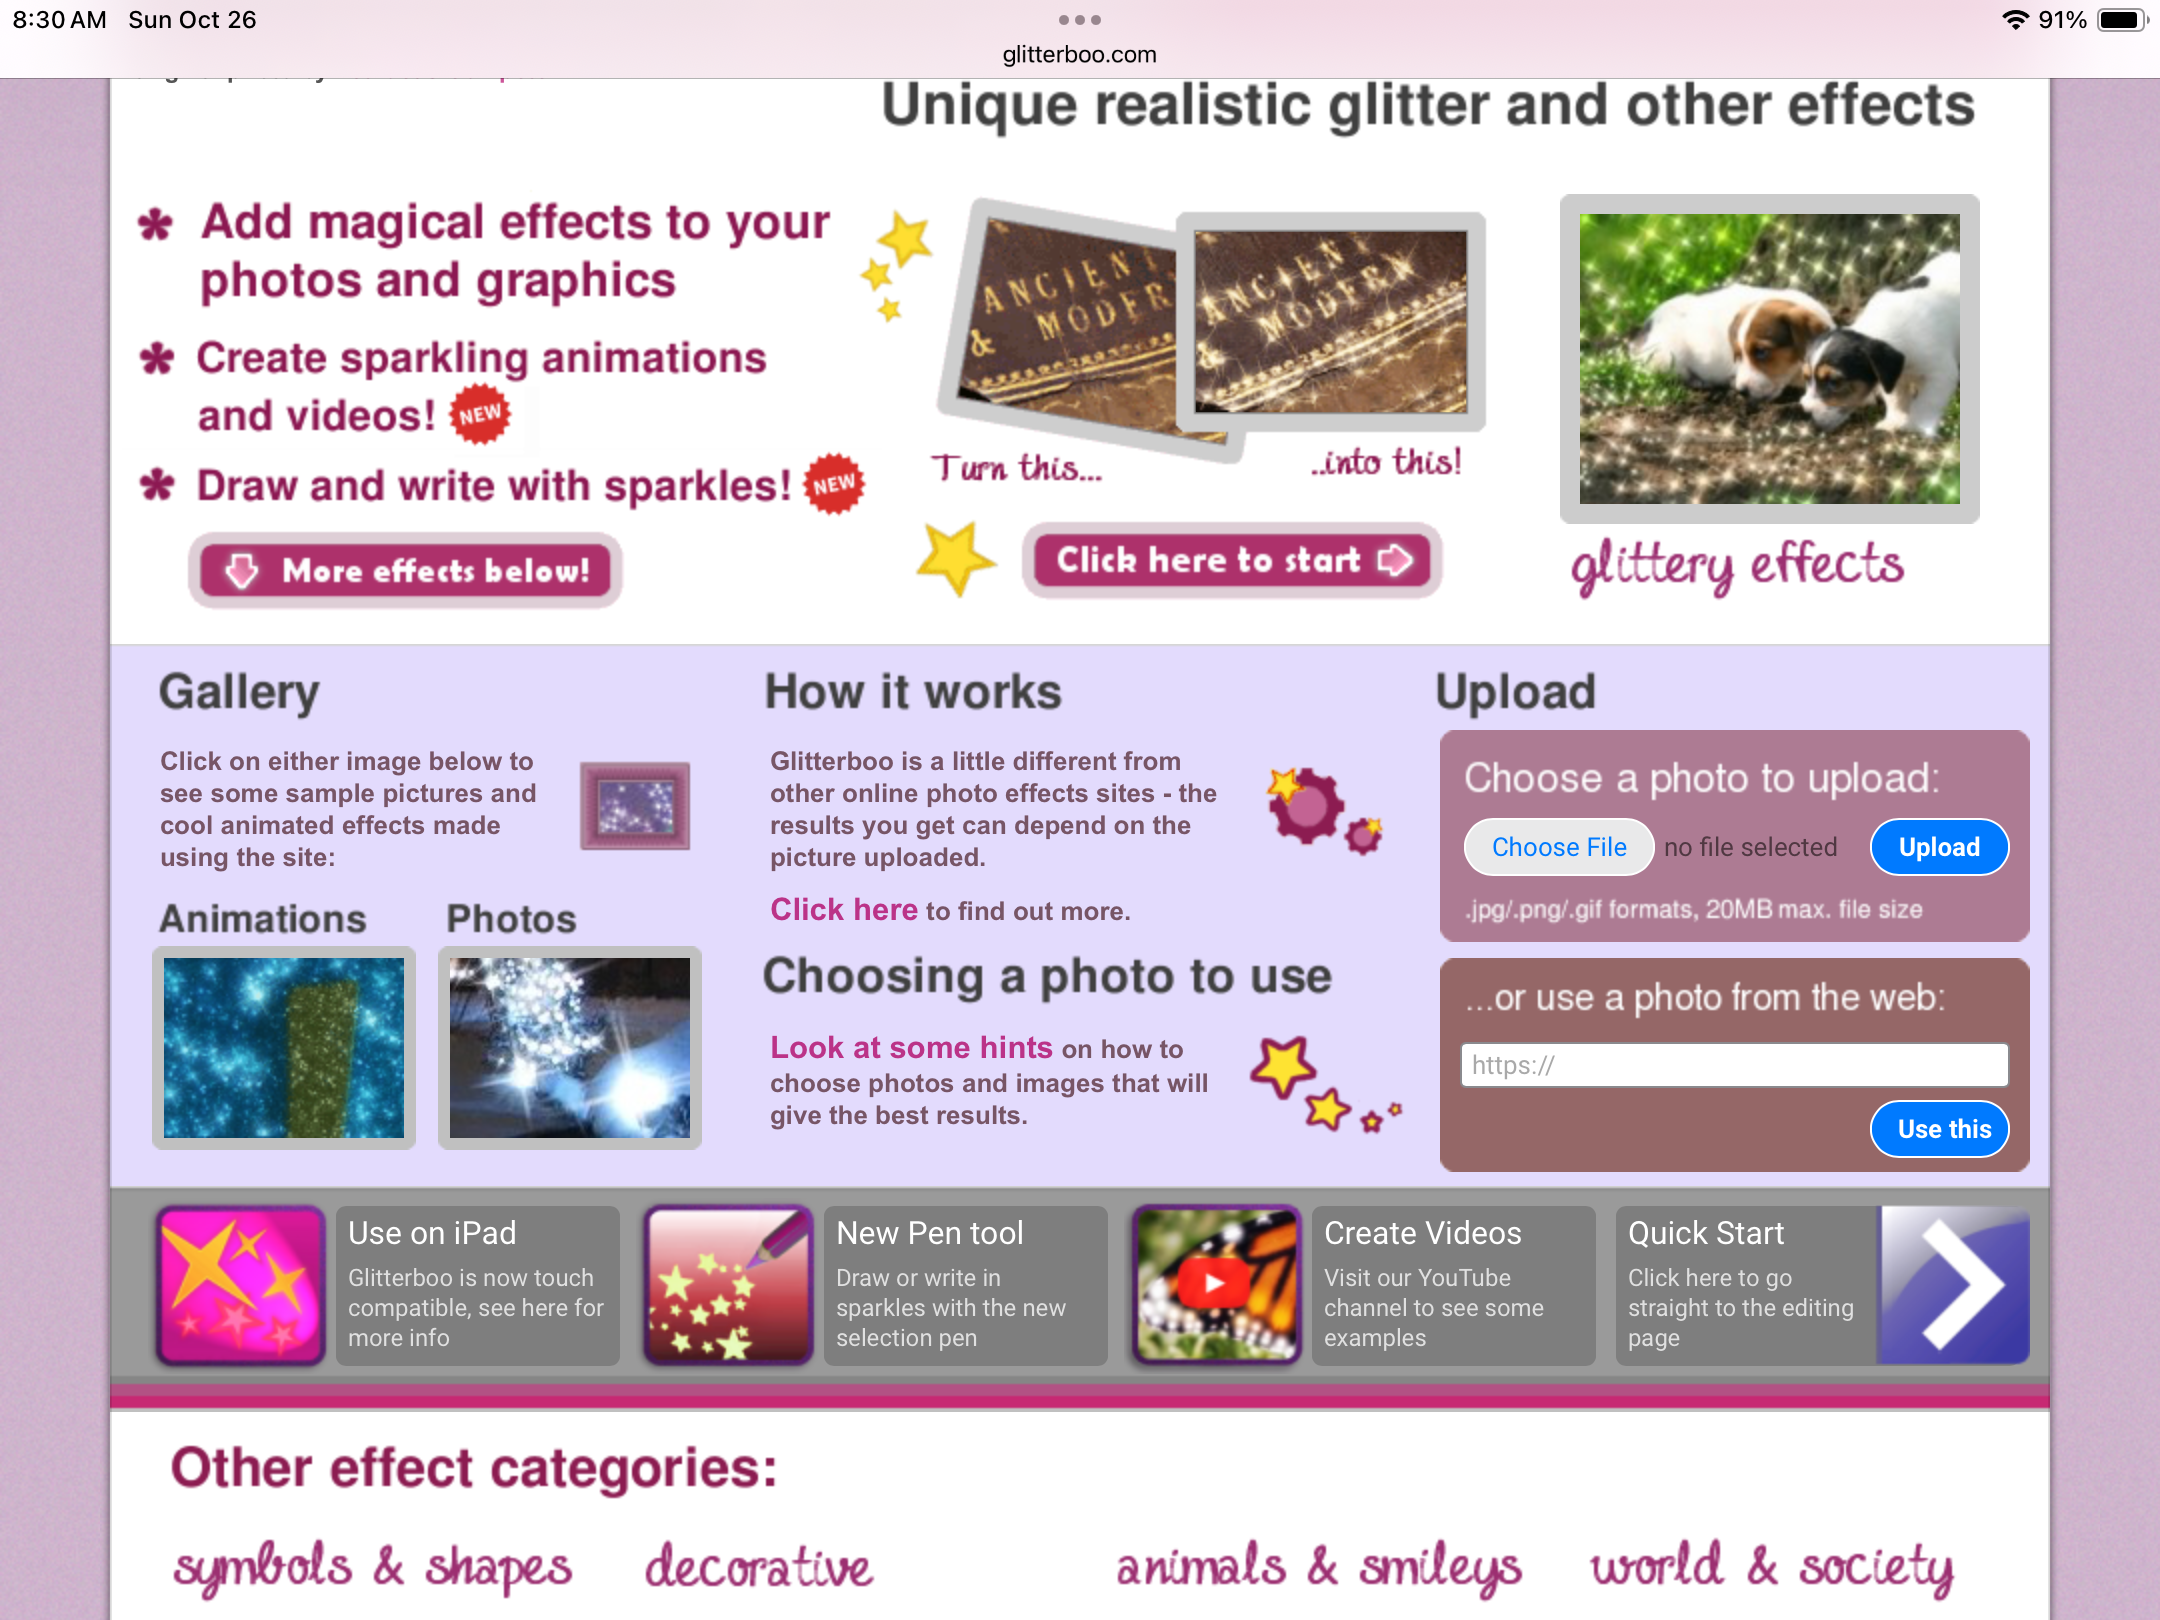 8:30 AM Sun Oct 26
91%
glitterboo.com
Unique realistic glitter and other effects
* Add magical effects to your
photos and graphics
* Create sparkling animations
and videos! NEW
* Draw and write with sparkles! NEW
More effects below!
ANCIENT
& MODER
ANCIEN
& MODERN
Turn this...
..into this!
Click here to start
glittery effects
Gallery
Click on either image below to
see some sample pictures and
cool animated effects made
using the site:
Animations
Photos
How it works
Glitterboo is a little different from
other online photo effects sites - the
results you get can depend on the
picture uploaded.
Click here to find out more.
Choosing a photo to use
Look at some hints on how to
choose photos and images that will
give the best results.
Upload
Choose a photo to upload:
Choose File no file selected
Upload
.jpg/.png/.gif formats, 20MB max. file size
...or use a photo from the web:
https://
Use this
Use on iPad
Glitterboo is now touch
compatible, see here for
more info
New Pen tool
Draw or write in
sparkles with the new
selection pen
Create Videos
Visit our YouTube
channel to see some
examples
Quick Start
Click here to go
straight to the editing
page
Other effect categories:
symbols & shapes
decorative
animals & smileys
world & society